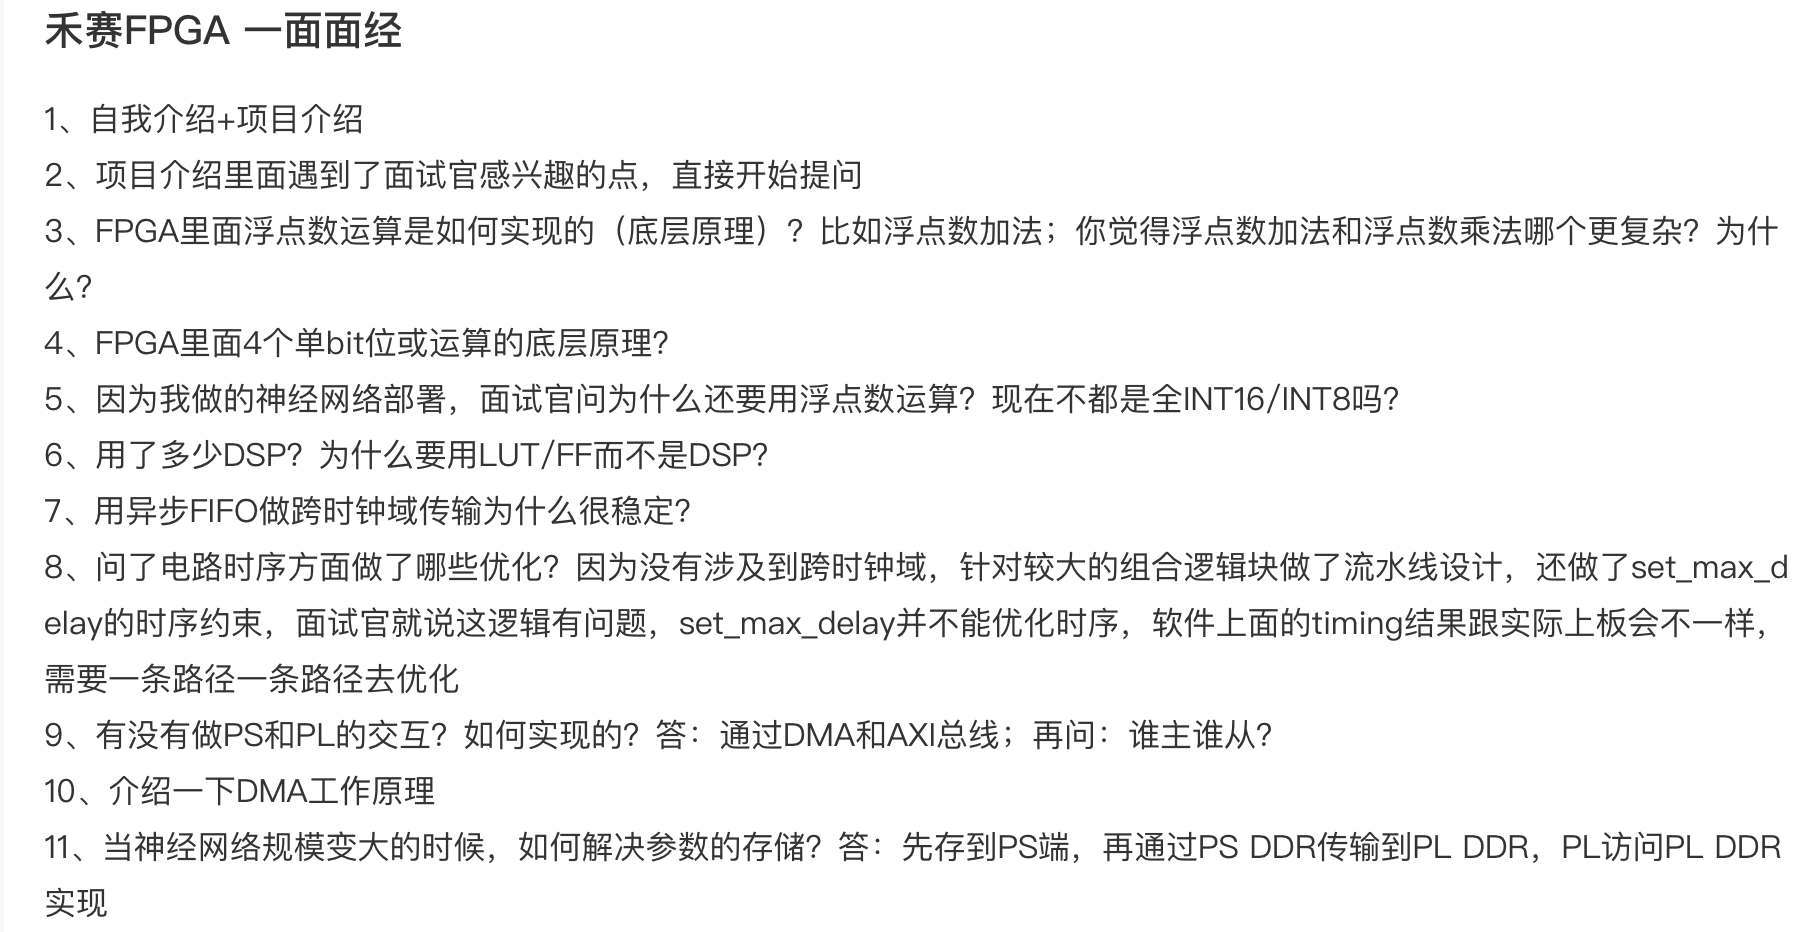 禾赛FPGA 一面面经
1、自我介绍+项目介绍
2、项目介绍里面遇到了面试官感兴趣的点，直接开始提问
3、FPGA里面浮点数运算是如何实现的（底层原理）？比如浮点数加法；你觉得浮点数加法和浮点数乘法哪个更复杂？为什
么？
4、FPGA里面4个单bit位或运算的底层原理？
5、因为我做的神经网络部署，面试官问为什么还要用浮点数运算？现在不都是全INT16/INT8吗？
6、用了多少DSP？为什么要用LUT/FF而不是DSP？
7、用异步FIFO做跨时钟域传输为什么很稳定？
8、问了电路时序方面做了哪些优化？因为没有涉及到跨时钟域，针对较大的组合逻辑块做了流水线设计，还做了set_max_d
elay的时序约束，面试官就说这逻辑有问题，set_max_delay并不能优化时序，软件上面的timing结果跟实际上板会不一样，
需要一条路径一条路径去优化
9、有没有做PS和PL的交互？如何实现的？答：通过DMA和AXI总线；再问：谁主谁从？
10、介绍一下DMA工作原理
11、当神经网络规模变大的时候，如何解决参数的存储？答：先存到PS端，再通过PS DDR传输到PL DDR，PL访问PL DDR
实现